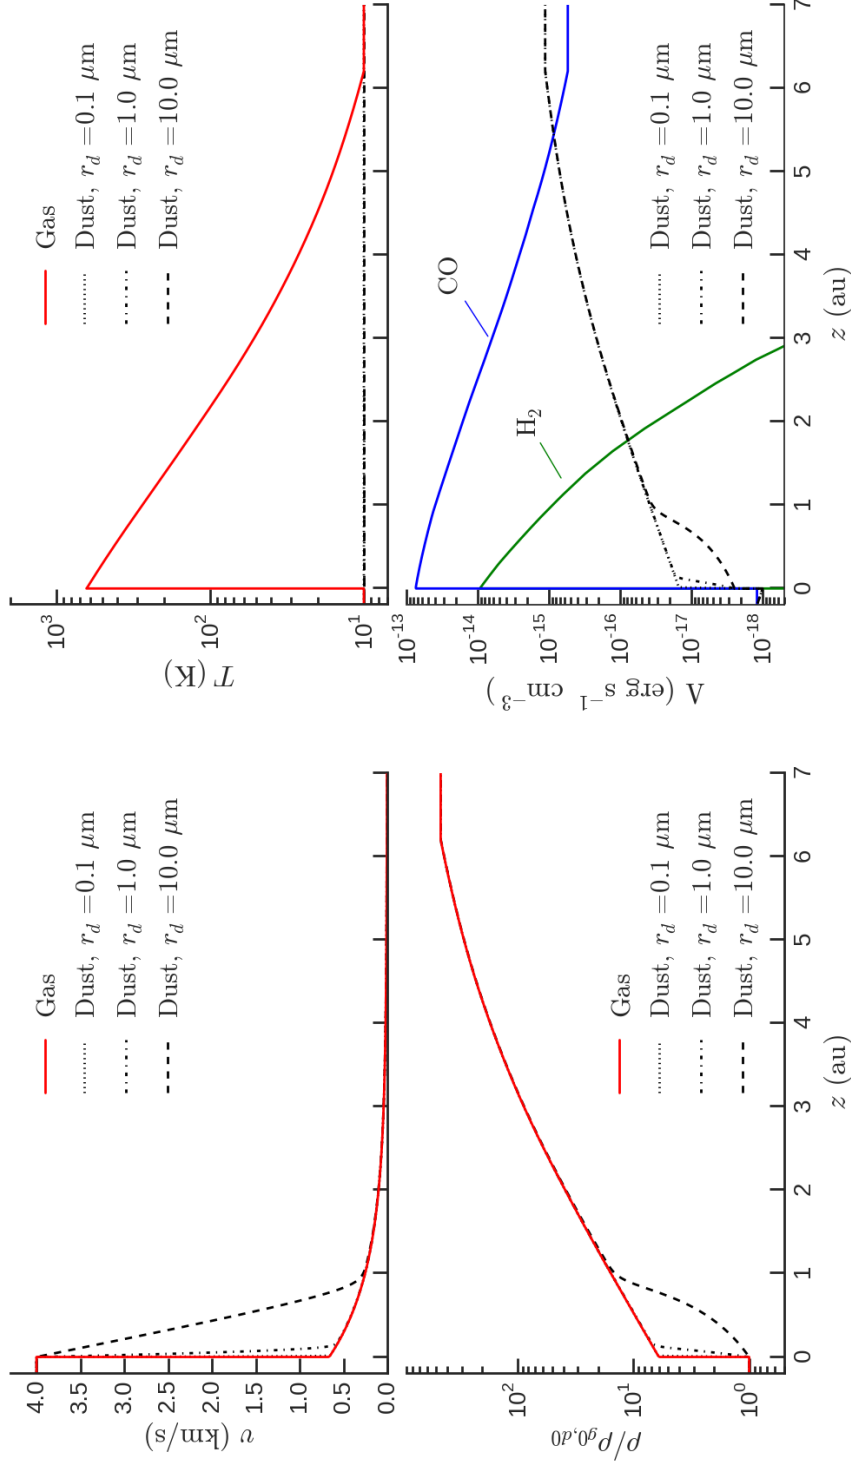 4.0
3.5
3.0
2.5
2.0
1.5
1.0
0.5
0.0
v (km/s)
Gas
Dust, r_d =0.1 μm
Dust, r_d =1.0 μm
Dust, r_d =10.0 μm
10^3
10^2
10^1
T (K)
Gas
Dust, r_d =0.1 μm
Dust, r_d =1.0 μm
Dust, r_d =10.0 μm
10^2
10^1
10^0
ρ/ρ_{g0,d0}
Gas
Dust, r_d =0.1 μm
Dust, r_d =1.0 μm
Dust, r_d =10.0 μm
0 1 2 3 4 5 6 7
z (au)
10^{-13}
10^{-14}
10^{-15}
10^{-16}
10^{-17}
10^{-18}
Λ (erg s^{-1} cm^{-3})
H_2
CO
Dust, r_d =0.1 μm
Dust, r_d =1.0 μm
Dust, r_d =10.0 μm
0 1 2 3 4 5 6 7
z (au)